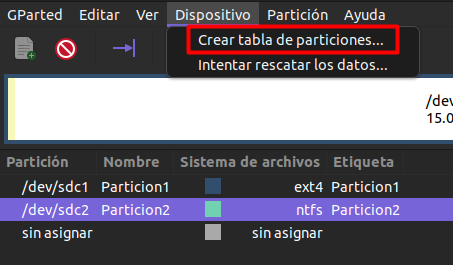 GParted Editar Ver Dispositivo Partición Ayuda
Crear tabla de particiones...
Intentar rescatar los datos...
/dev
15.0
Partición Nombre Sistema de archivos Etiqueta
/dev/sdc1 Particion1 ext4 Particion1
/dev/sdc2 Particion2 ntfs Particion2
sin asignar sin asignar